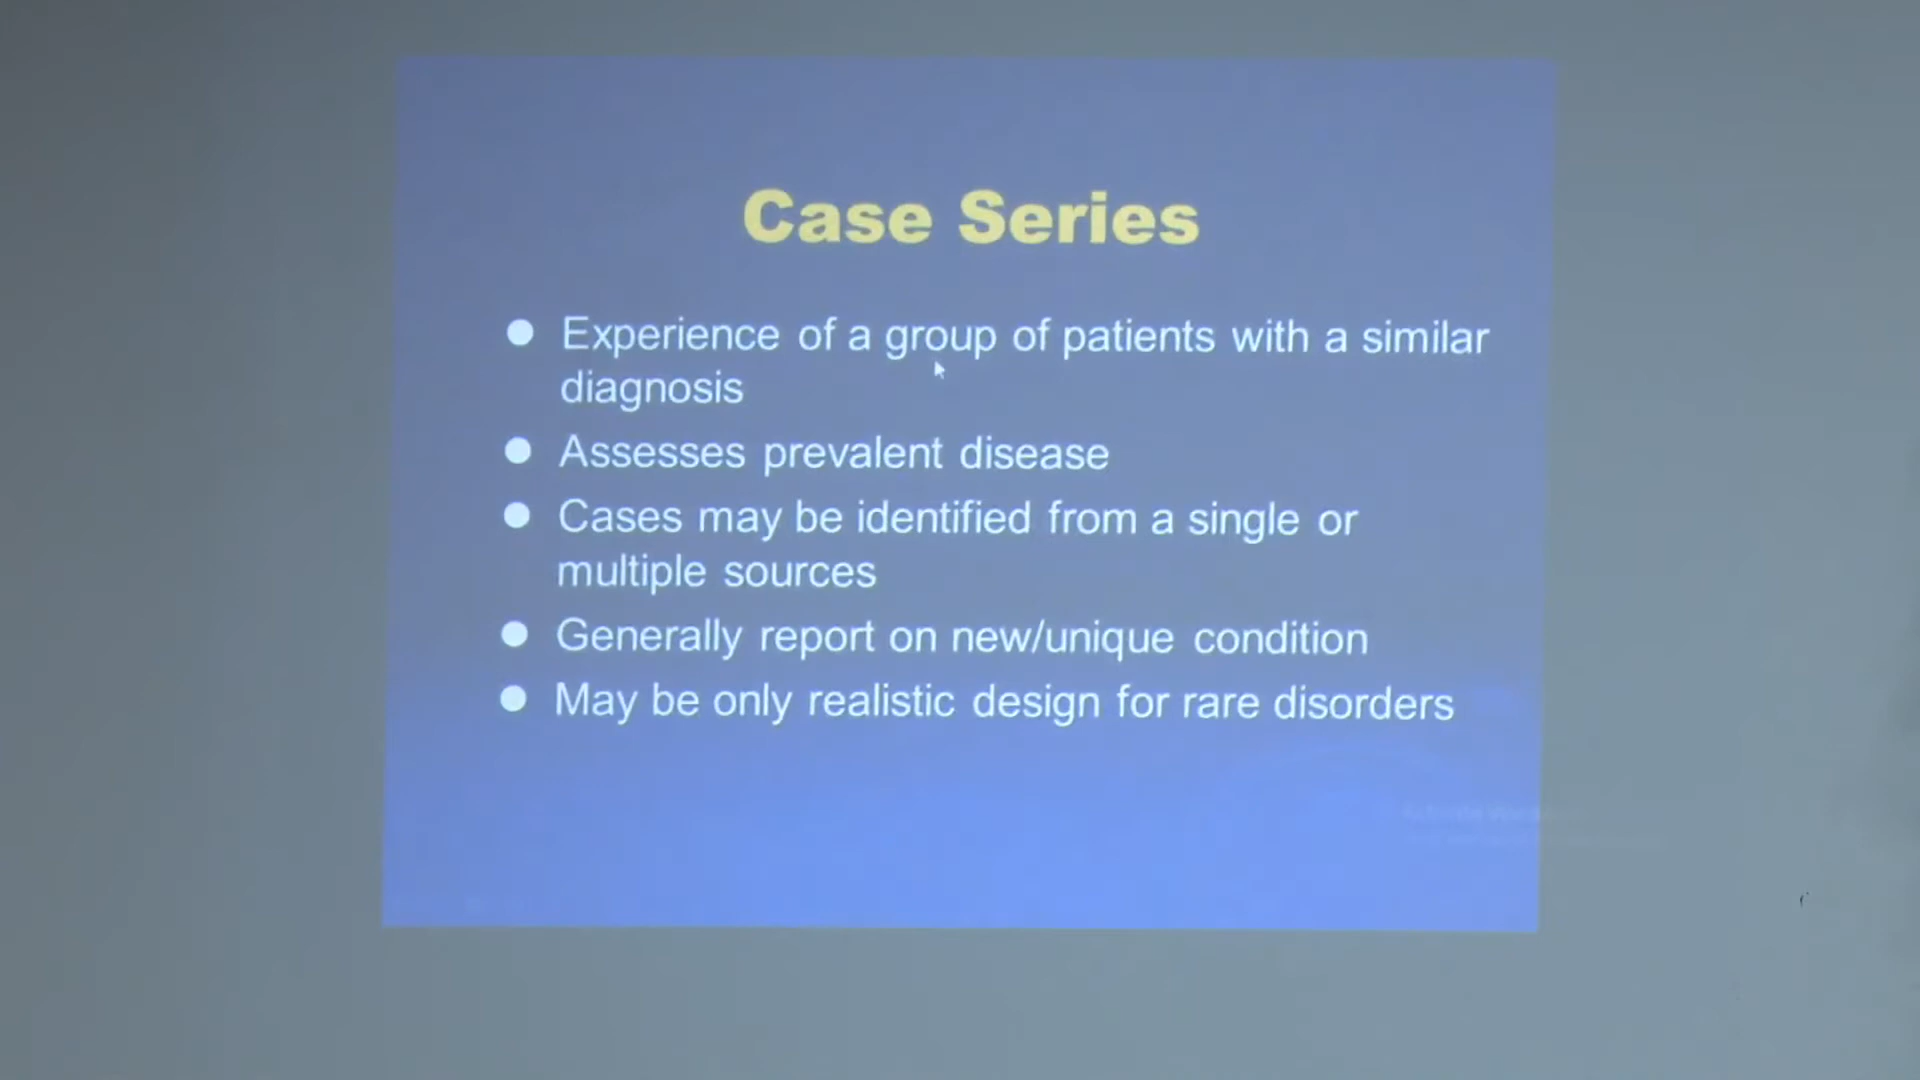 Case Series
● Experience of a group of patients with a similar
diagnosis
● Assesses prevalent disease
● Cases may be identified from a single or
multiple sources
● Generally report on new/unique condition
● May be only realistic design for rare disorders